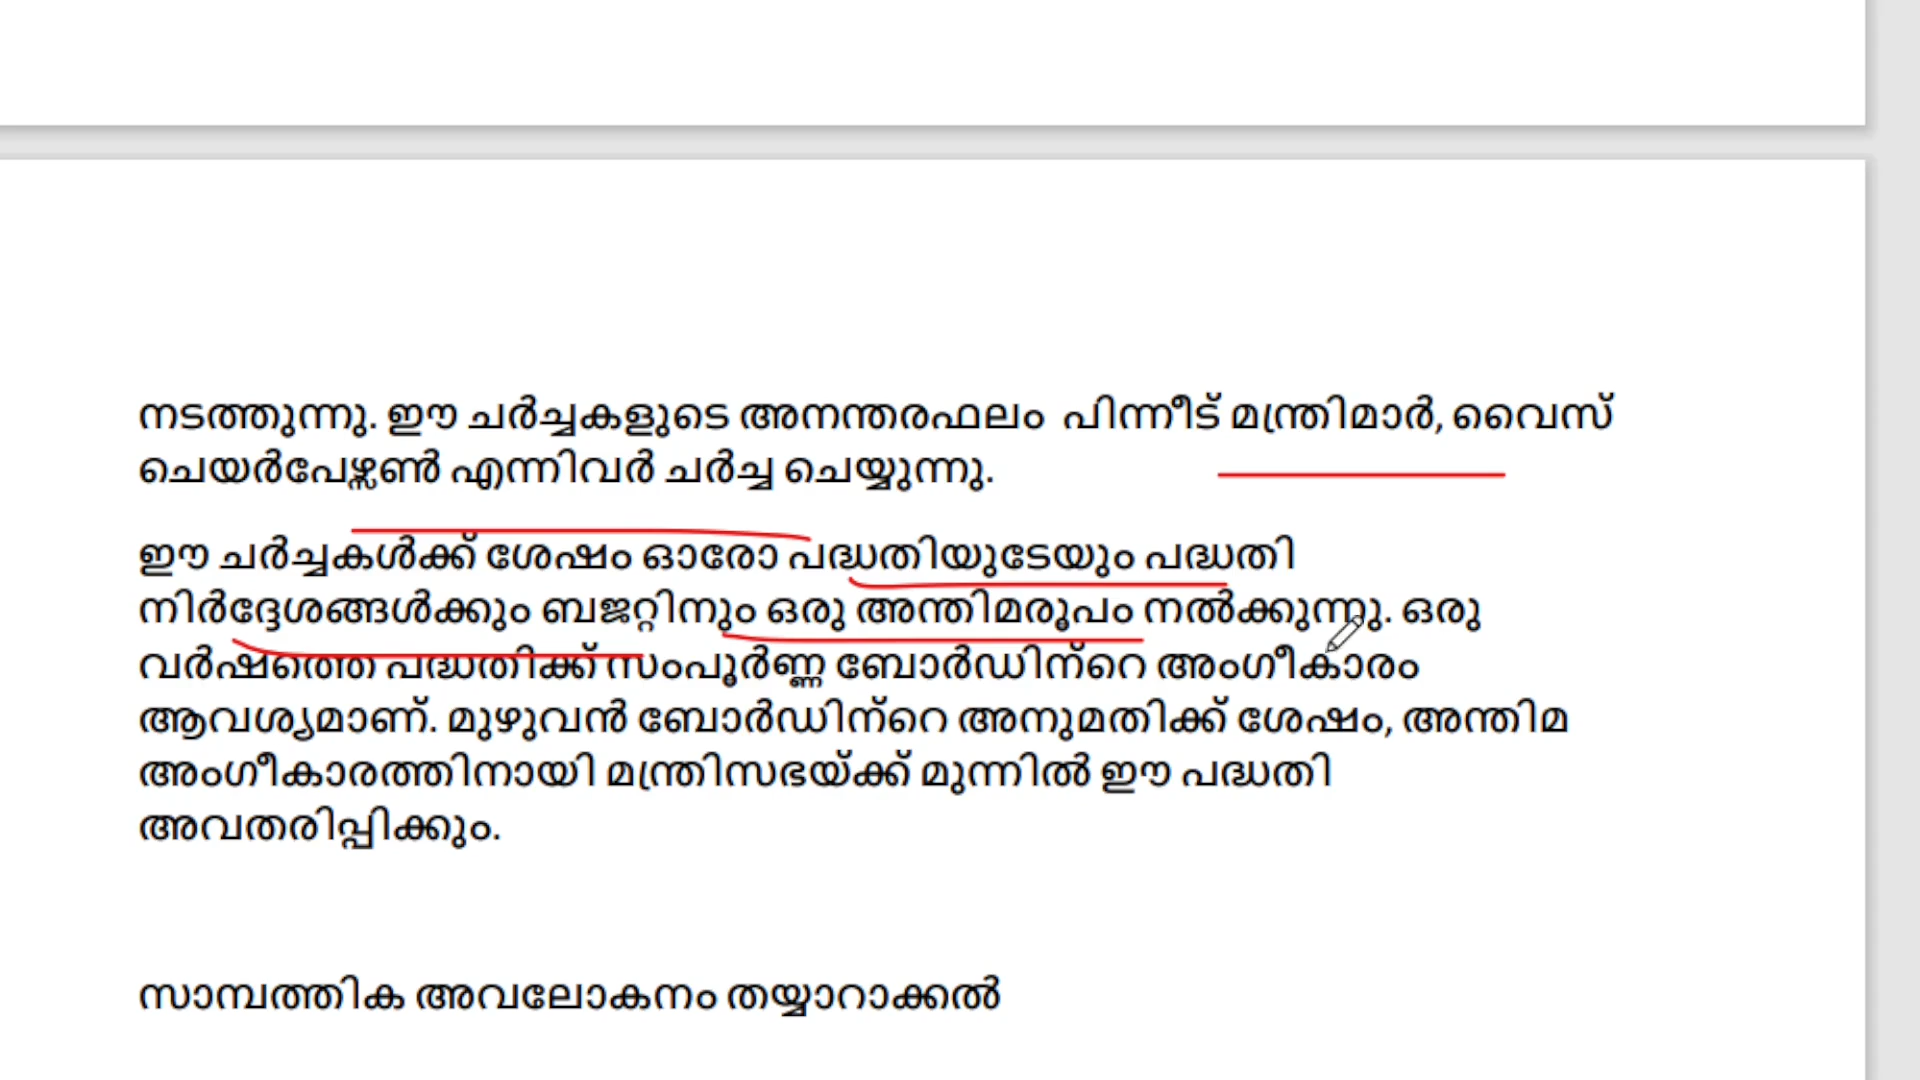 നടത്തുന്നു. ഈ ചർച്ചകളുടെ അനന്തരഫലം പിന്നീട് മന്ത്രിമാർ, വൈസ്
ചെയർപേഴ്സൺ എന്നിവർ ചർച്ച ചെയ്യുന്നു.
ഈ ചർച്ചകൾക്ക് ശേഷം ഓരോ പദ്ധതിയുടേയും പദ്ധതി
നിർദ്ദേശങ്ങൾക്കും ബജറ്റിനും ഒരു അന്തിമരൂപം നൽക്കുന്നു. ഒരു
വർഷത്തെ പദ്ധതിക്ക് സംപൂർണ്ണ ബോർഡിന്റെ അംഗീകാരം
ആവശ്യമാണ്. മുഴുവൻ ബോർഡിന്റെ അനുമതിക്ക് ശേഷം, അന്തിമ
അംഗീകാരത്തിനായി മന്ത്രിസഭയ്ക്ക് മുന്നിൽ ഈ പദ്ധതി
അവതരിപ്പിക്കും.
സാമ്പത്തിക അവലോകനം തയ്യാറാക്കൽ